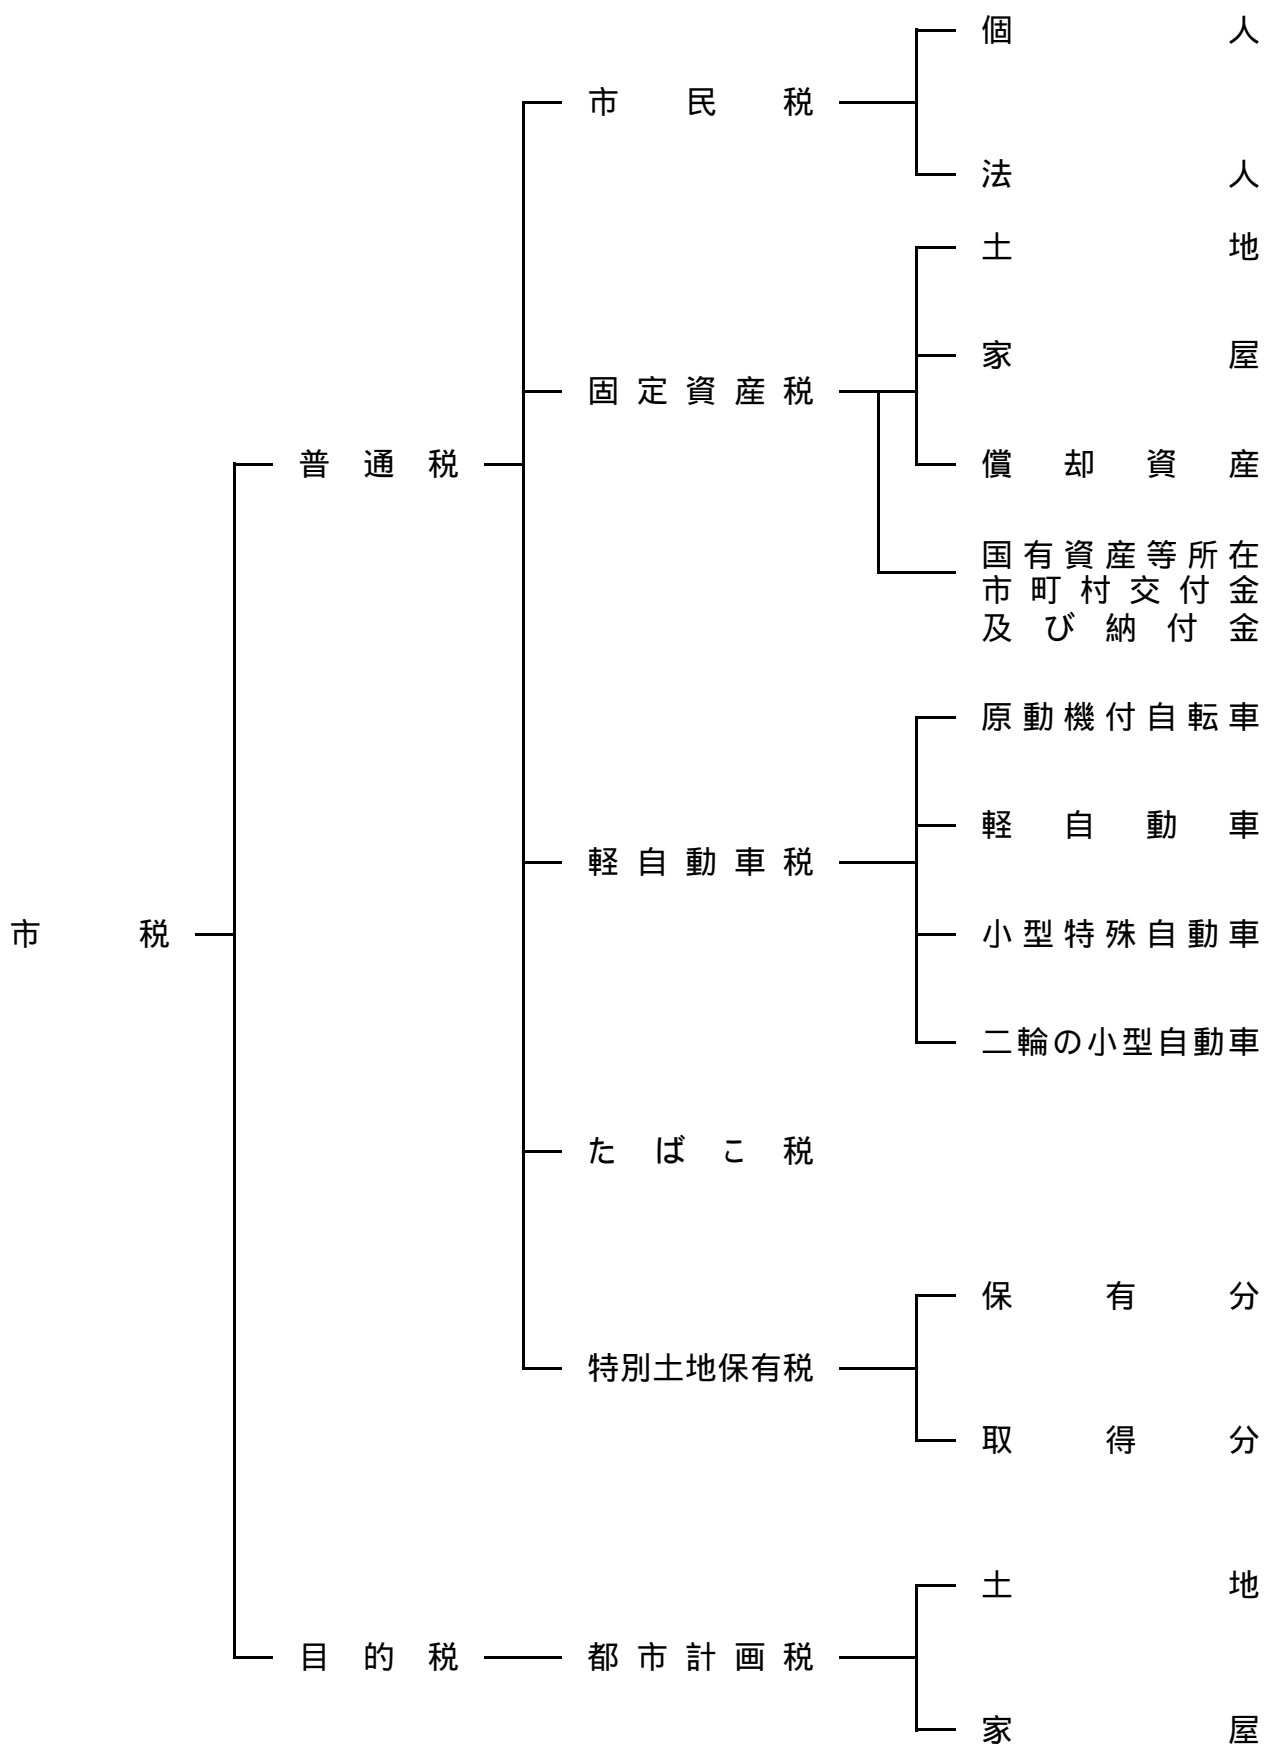 個人
市民税
法人
土地
家屋
固定資産税
普通税
償却資産
国有資産等所在
市町村交付金
及び納付金
原動機付自転車
軽自動車
軽自動車税
市税
小型特殊自動車
二輪の小型自動車
たばこ税
保有分
特別土地保有税
取得分
土地
目的税
都市計画税
家屋